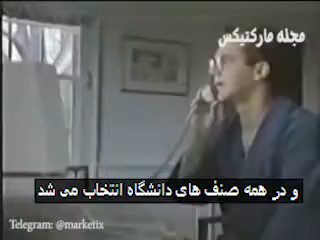 مجله مارکتیکس
و در همه صنف های دانشگاه انتخاب می شد
Telegram: @marketix